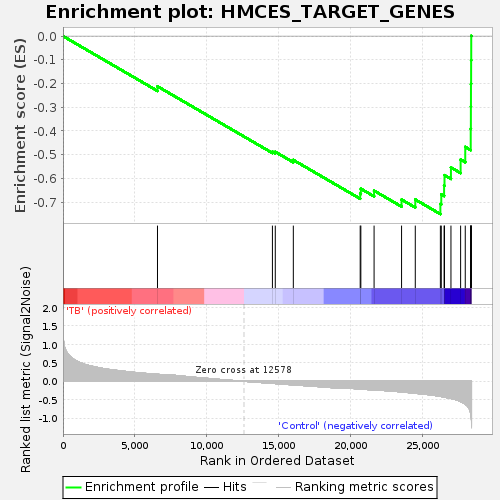 Enrichment plot: HMCES_TARGET_GENES
Enrichment score (ES)
0.0
-0.1
-0.2
-0.3
-0.4
-0.5
-0.6
-0.7
'TB' (positively correlated)
Ranked list metric (Signal2Noise)
2.0
1.5
1.0
0.5
0.0
-0.5
-1.0
Zero cross at 12578
'Control' (negatively correlated)
0
5,000
10,000
15,000
20,000
25,000
Rank in Ordered Dataset
Enrichment profile
Hits
Ranking metric scores